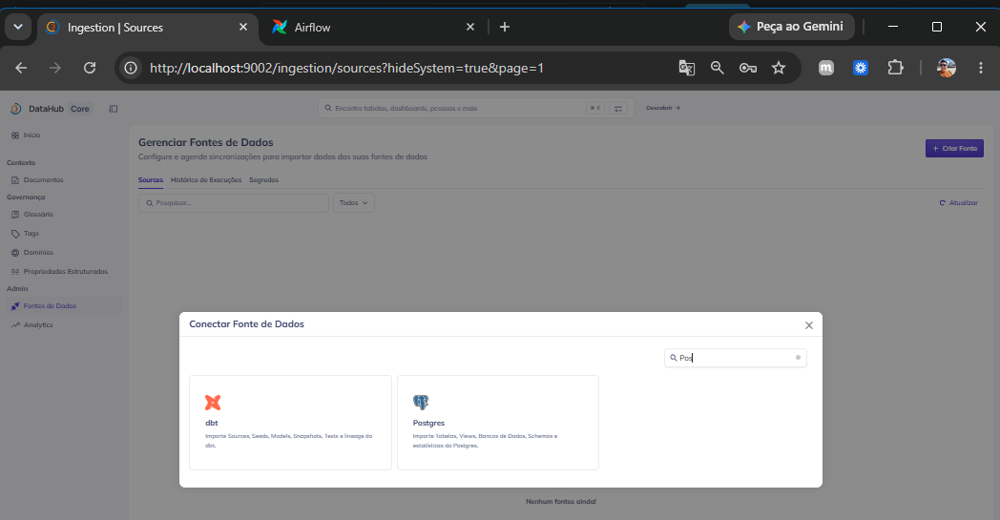 Ingestion | Sources
Airflow
Peça ao Gemini
http://localhost:9002/ingestion/sources?hideSystem=true&page=1
DataHub Core
Encontre tabelas, dashboards, pessoas e mais
⌘ K
Descobrir →
Início
Contexto
Documentos
Governança
Glossário
Tags
Domínios
Propriedades Estruturadas
Admin
Fontes de Dados
Analytics
Gerenciar Fontes de Dados
Configure e agende sincronizações para importar dados das suas fontes de dados
+ Criar Fonte
Sources Histórico de Execuções Segredos
Pesquisar...
Todos
Atualizar
Conectar Fonte de Dados
Pos
dbt
Importe Sources, Seeds, Models, Snapshots, Tests e lineage do
dbt.
Postgres
Importe Tabelas, Views, Bancos de Dados, Schemas e
estatísticas do Postgres.
Nenhum fontes ainda!